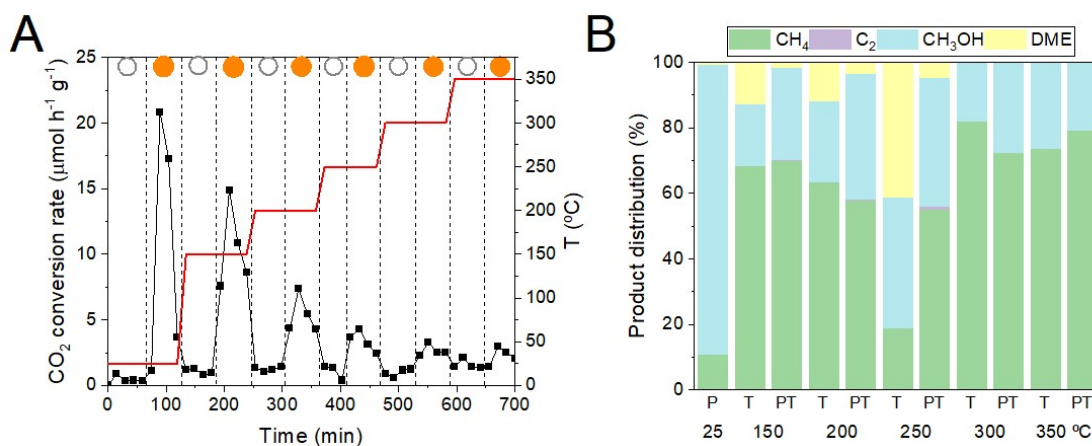 A
25
20
15
10
5
0
CO₂ conversion rate (µmol h⁻¹ g⁻¹)
0 100 200 300 400 500 600 700
Time (min)
350
300
250
200
150
100
50
0
T (ºC)
B
CH₄ C₂ CH₃OH DME
100
80
60
40
20
0
Product distribution (%)
P T PT T PT T PT T PT T PT
25 150 200 250 300 350 ºC